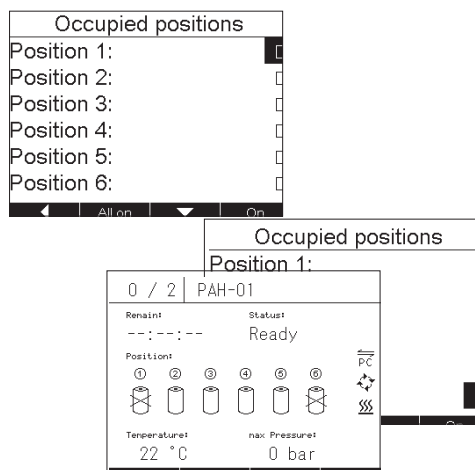 Occupied positions
Position 1:
Position 2:
Position 3:
Position 4:
Position 5:
Position 6:
All on On
Occupied positions
Position 1:
0 / 2 PAH-01
Remain: Status:
--:--:-- Ready
PC
Position:
1 2 3 4 5 6
Temperature: max Pressure:
22 °C 0 bar